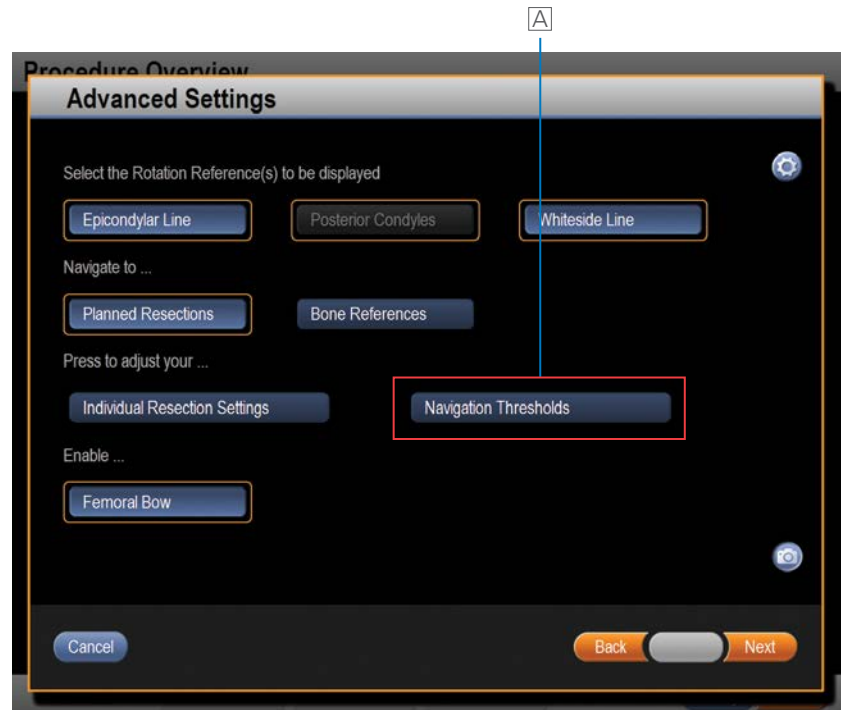 A
Procedure Overview
Advanced Settings
Select the Rotation Reference(s) to be displayed
Epicondylar Line Posterior Condyles Whiteside Line
Navigate to ...
Planned Resections Bone References
Press to adjust your ...
Individual Resection Settings Navigation Thresholds
Enable ...
Femoral Bow
Cancel Back Next